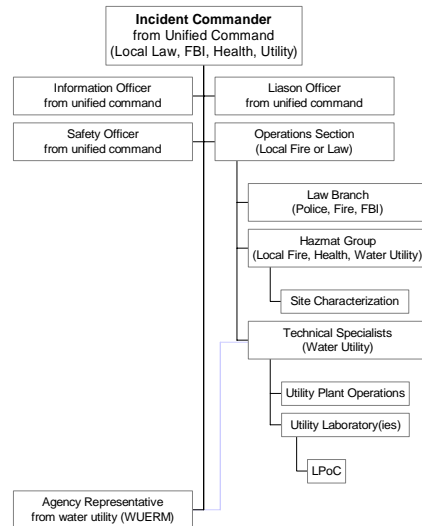 Incident Commander
from Unified Command
(Local Law, FBI, Health, Utility)
Information Officer
from unified command
Liason Officer
from unified command
Safety Officer
from unified command
Operations Section
(Local Fire or Law)
Law Branch
(Police, Fire, FBI)
Hazmat Group
(Local Fire, Health, Water Utility)
Site Characterization
Technical Specialists
(Water Utility)
Utility Plant Operations
Utility Laboratory(ies)
LPoC
Agency Representative
from water utility (WUERM)